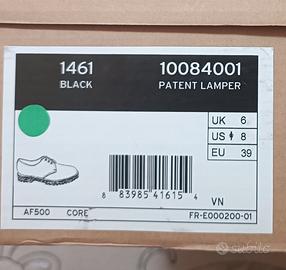 1461 10084001
BLACK PATENT LAMPER
UK 6
US 8
EU 39
8 83985 41615 4
VN
AF500 CORE FR-E000200-01
subito